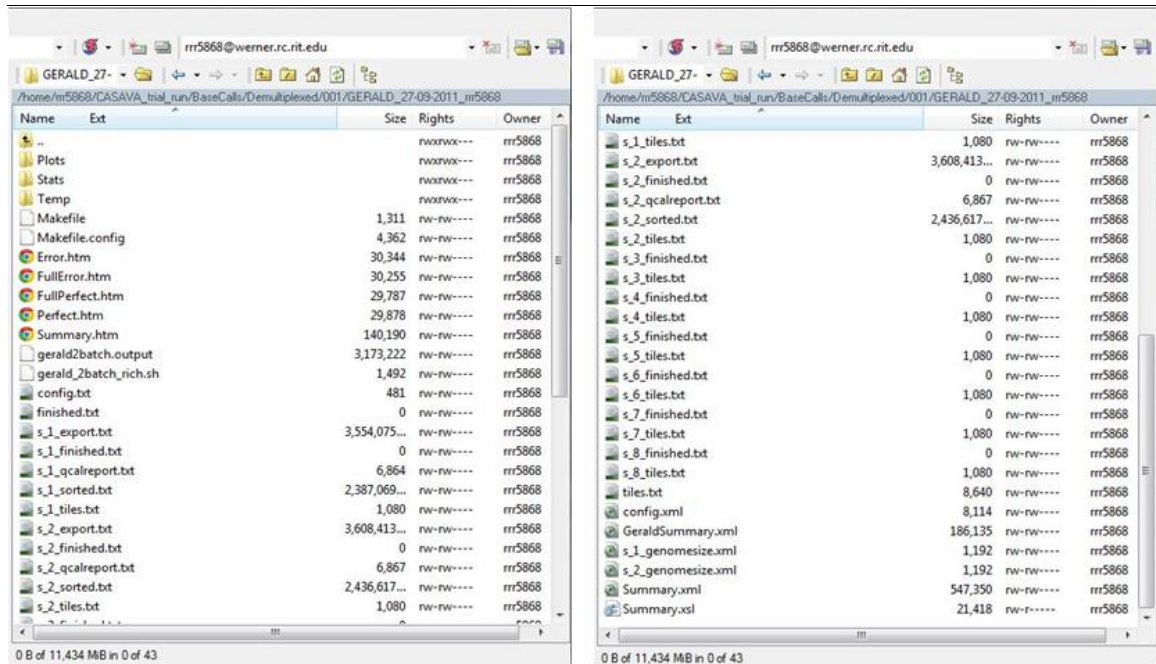 rrr5868@werner.rc.rit.edu
GERALD_27-
/home/rrr5868/CASAVA_trial_run/BaseCalls/Demultiplexed/001/GERALD_27-09-2011_rrr5868
Name Ext Size Rights Owner
.. rwxrwx--- rrr5868
Plots rwxrwx--- rrr5868
Stats rwxrwx--- rrr5868
Temp rwxrwx--- rrr5868
Makefile 1,311 rw-rw---- rrr5868
Makefile.config 4,362 rw-rw---- rrr5868
Error.htm 30,344 rw-rw---- rrr5868
FullError.htm 30,255 rw-rw---- rrr5868
FullPerfect.htm 29,787 rw-rw---- rrr5868
Perfect.htm 29,878 rw-rw---- rrr5868
Summary.htm 140,190 rw-rw---- rrr5868
gerald2batch.output 3,173,222 rw-rw---- rrr5868
gerald_2batch_rich.sh 1,492 rw-rw---- rrr5868
config.txt 481 rw-rw---- rrr5868
finished.txt 0 rw-rw---- rrr5868
s_1_export.txt 3,554,075... rw-rw---- rrr5868
s_1_finished.txt 0 rw-rw---- rrr5868
s_1_qcalreport.txt 6,864 rw-rw---- rrr5868
s_1_sorted.txt 2,387,069... rw-rw---- rrr5868
s_1_tiles.txt 1,080 rw-rw---- rrr5868
s_2_export.txt 3,608,413... rw-rw---- rrr5868
s_2_finished.txt 0 rw-rw---- rrr5868
s_2_qcalreport.txt 6,867 rw-rw---- rrr5868
s_2_sorted.txt 2,436,617... rw-rw---- rrr5868
s_2_tiles.txt 1,080 rw-rw---- rrr5868
0 B of 11,434 MiB in 0 of 43
rrr5868@werner.rc.rit.edu
GERALD_27-
/home/rrr5868/CASAVA_trial_run/BaseCalls/Demultiplexed/001/GERALD_27-09-2011_rrr5868
Name Ext Size Rights Owner
s_1_tiles.txt 1,080 rw-rw---- rrr5868
s_2_export.txt 3,608,413... rw-rw---- rrr5868
s_2_finished.txt 0 rw-rw---- rrr5868
s_2_qcalreport.txt 6,867 rw-rw---- rrr5868
s_2_sorted.txt 2,436,617... rw-rw---- rrr5868
s_2_tiles.txt 1,080 rw-rw---- rrr5868
s_3_finished.txt 0 rw-rw---- rrr5868
s_3_tiles.txt 1,080 rw-rw---- rrr5868
s_4_finished.txt 0 rw-rw---- rrr5868
s_4_tiles.txt 1,080 rw-rw---- rrr5868
s_5_finished.txt 0 rw-rw---- rrr5868
s_5_tiles.txt 1,080 rw-rw---- rrr5868
s_6_finished.txt 0 rw-rw---- rrr5868
s_6_tiles.txt 1,080 rw-rw---- rrr5868
s_7_finished.txt 0 rw-rw---- rrr5868
s_7_tiles.txt 1,080 rw-rw---- rrr5868
s_8_finished.txt 0 rw-rw---- rrr5868
s_8_tiles.txt 1,080 rw-rw---- rrr5868
tiles.txt 8,640 rw-rw---- rrr5868
config.xml 8,114 rw-rw---- rrr5868
GeraldSummary.xml 186,135 rw-rw---- rrr5868
s_1_genomesize.xml 1,192 rw-rw---- rrr5868
s_2_genomesize.xml 1,192 rw-rw---- rrr5868
Summary.xml 547,350 rw-rw---- rrr5868
Summary.xsl 21,418 rw-r----- rrr5868
0 B of 11,434 MiB in 0 of 43